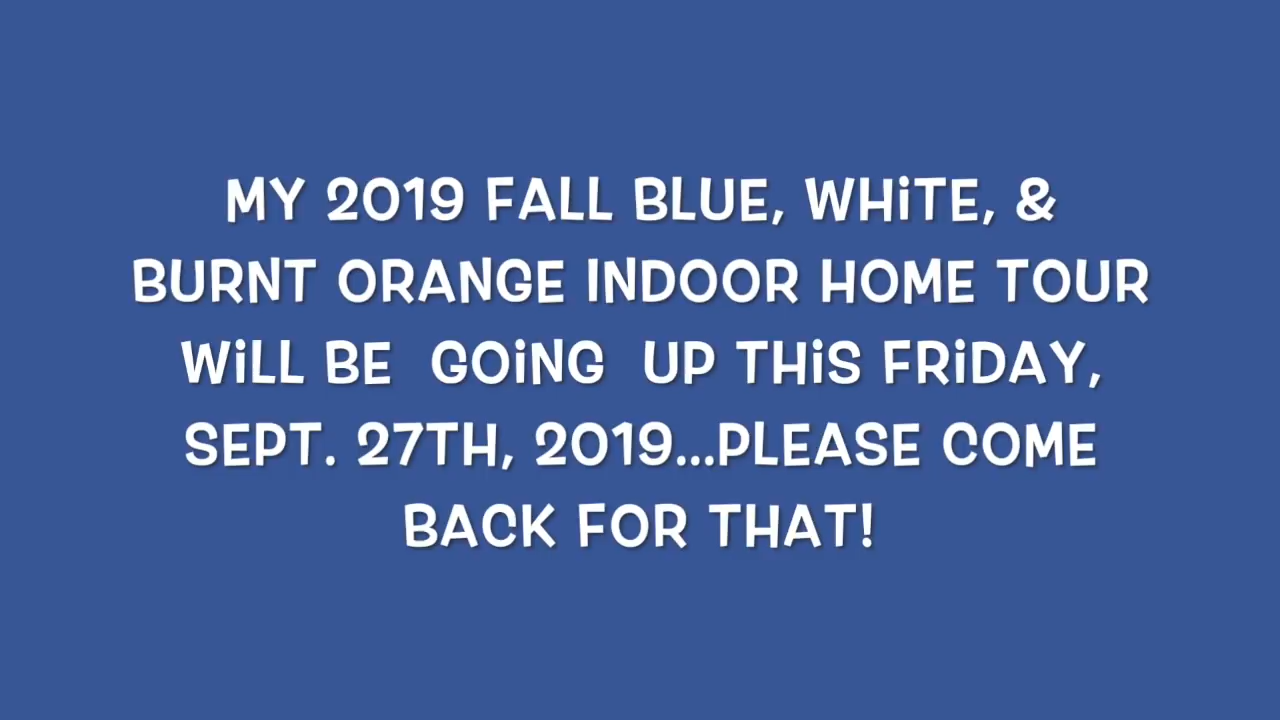 MY 2019 FALL BLUE, WHiTE, &
BURNT ORANGE INDOOR HOME TOUR
WiLL BE  GOiNG  UP THiS FRiDAY,
SEPT. 27TH, 2019...PLEASE COME
BACK FOR THAT!